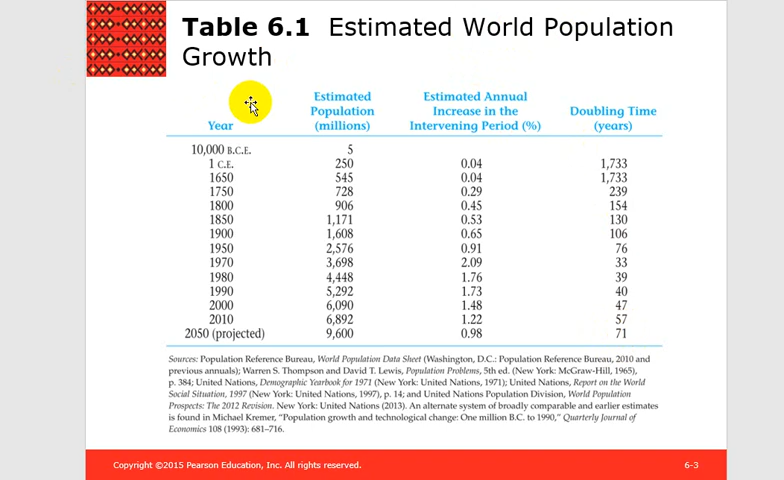 Table 6.1 Estimated World Population
Growth
Year Estimated Population (millions) Estimated Annual Increase in the Intervening Period (%) Doubling Time (years)
10,000 B.C.E. 5
1 C.E. 250 0.04 1,733
1650 545 0.04 1,733
1750 728 0.29 239
1800 906 0.45 154
1850 1,171 0.53 130
1900 1,608 0.65 106
1950 2,576 0.91 76
1970 3,698 2.09 33
1980 4,448 1.76 39
1990 5,292 1.73 40
2000 6,090 1.48 47
2010 6,892 1.22 57
2050 (projected) 9,600 0.98 71
Sources: Population Reference Bureau, World Population Data Sheet (Washington, D.C.: Population Reference Bureau, 2010 and
previous annuals); Warren S. Thompson and David T. Lewis, Population Problems, 5th ed. (New York: McGraw-Hill, 1965),
p. 384; United Nations, Demographic Yearbook for 1971 (New York: United Nations, 1971); United Nations, Report on the World
Social Situation, 1997 (New York: United Nations, 1997), p. 14; and United Nations Population Division, World Population
Prospects: The 2012 Revision. New York: United Nations (2013). An alternate system of broadly comparable and earlier estimates
is found in Michael Kremer, "Population growth and technological change: One million B.C. to 1990," Quarterly Journal of
Economics 108 (1993): 681–716.
Copyright ©2015 Pearson Education, Inc. All rights reserved. 6-3